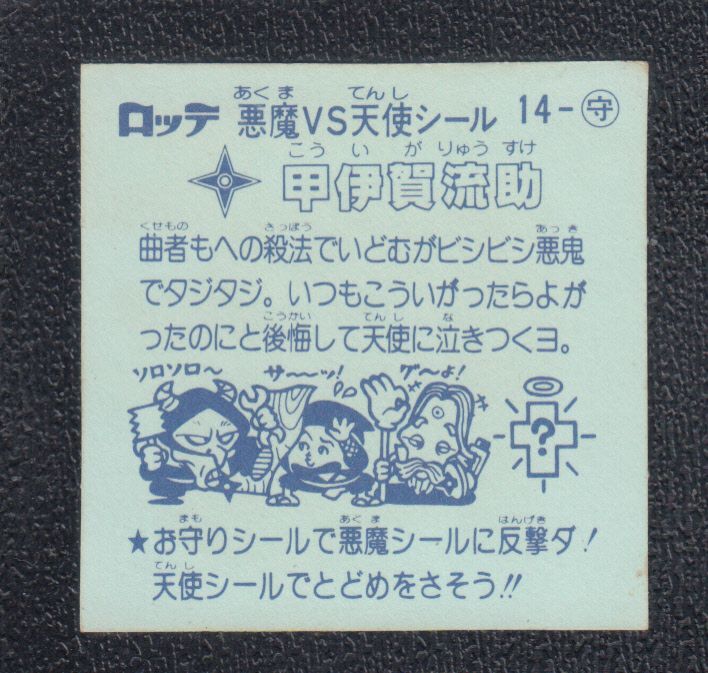 ロッテ 悪魔VS天使シール 14-守
あくま てんし
甲伊賀流助
こういがりゅうすけ
曲者もへの殺法でいどむがビシビシ悪鬼
くせもの さっぽう あっき
でタジタジ。いつもこういがったらよが
ったのにと後悔して天使に泣きつくヨ。
こうかい てんし な
ソロソロ〜 サ〜〜ッ! ゲ〜よ!
?
★お守りシールで悪魔シールに反撃ダ!
まも あくま はんげき
天使シールでとどめをさそう!!
てんし